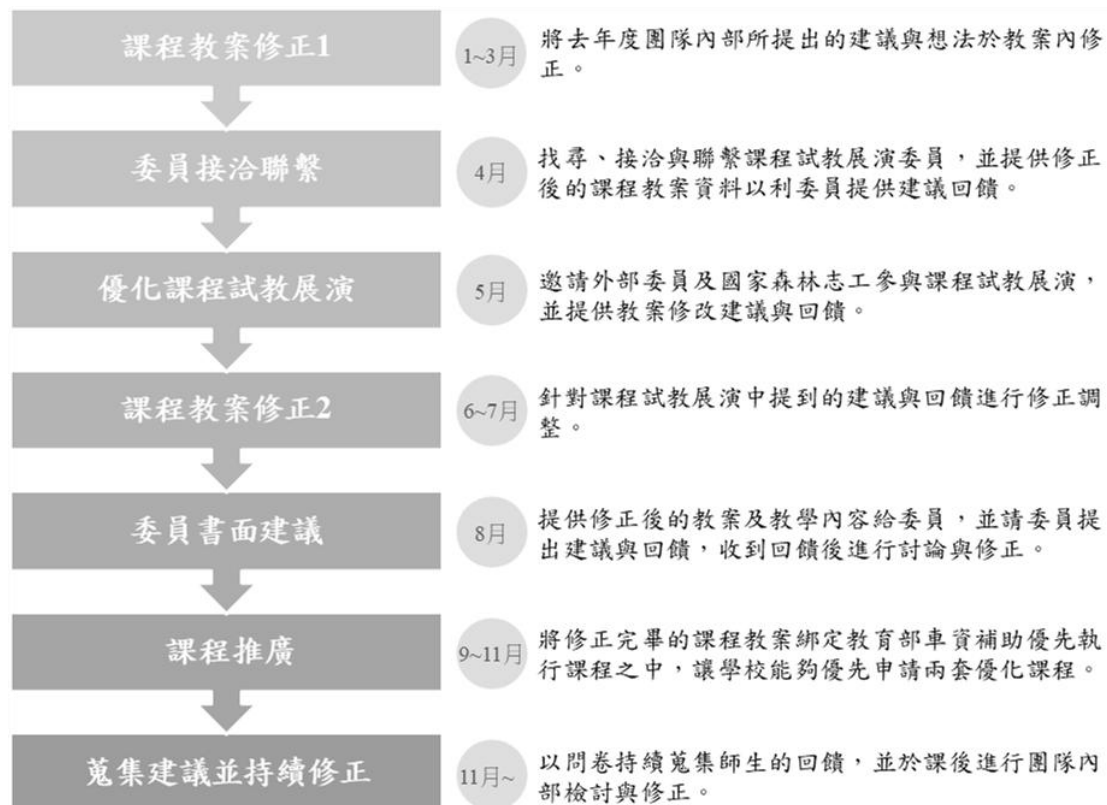 課程教案修正1
1~3月
將去年度團隊內部所提出的建議與想法於教案內修
正。
委員接洽聯繫
4月
找尋、接洽與聯繫課程試教展演委員，並提供修正
後的課程教案資料以利委員提供建議回饋。
優化課程試教展演
5月
邀請外部委員及國家森林志工參與課程試教展演，
並提供教案修改建議與回饋。
課程教案修正2
6~7月
針對課程試教展演中提到的建議與回饋進行修正調
整。
委員書面建議
8月
提供修正後的教案及教學內容給委員，並請委員提
出建議與回饋，收到回饋後進行討論與修正。
課程推廣
9~11月
將修正完畢的課程教案綁定教育部車資補助優先執
行課程之中，讓學校能夠優先申請兩套優化課程。
蒐集建議並持續修正
11月~
以問卷持續蒐集師生的回饋，並於課後進行團隊內
部檢討與修正。